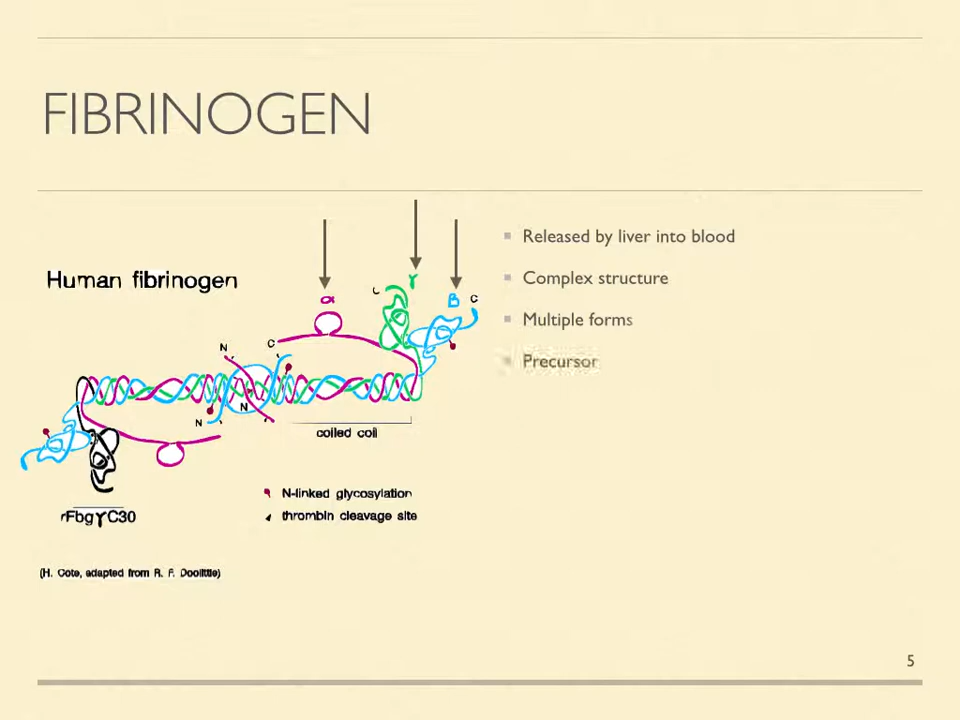 FIBRINOGEN
Released by liver into blood
Complex structure
Multiple forms
Precursor
Human fibrinogen
α
γ
B
C
C
N
N
N
coiled coil
N-linked glycosylation
thrombin cleavage site
rFbgγC30
(H. Cote, adapted from R. F. Doolittle)
5